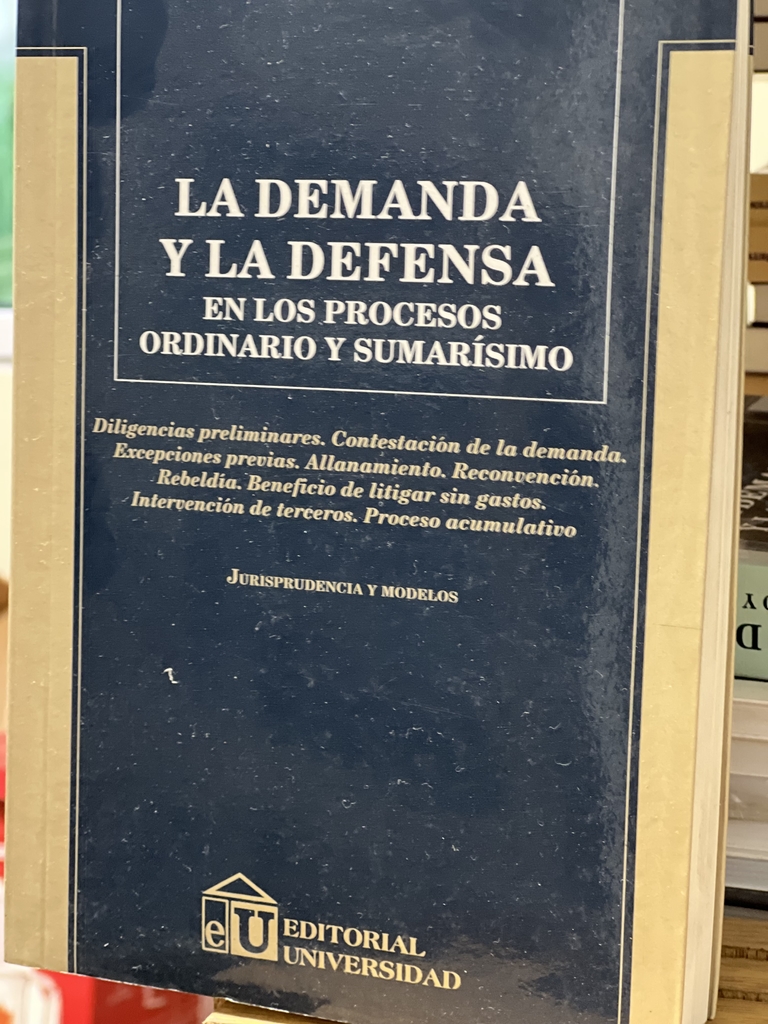 LA DEMANDA
Y LA DEFENSA
EN LOS PROCESOS
ORDINARIO Y SUMARÍSIMO
Diligencias preliminares. Contestación de la demanda.
Excepciones previas. Allanamiento. Reconvención.
Rebeldía. Beneficio de litigar sin gastos.
Intervención de terceros. Proceso acumulativo
JURISPRUDENCIA Y MODELOS
eU EDITORIAL
UNIVERSIDAD